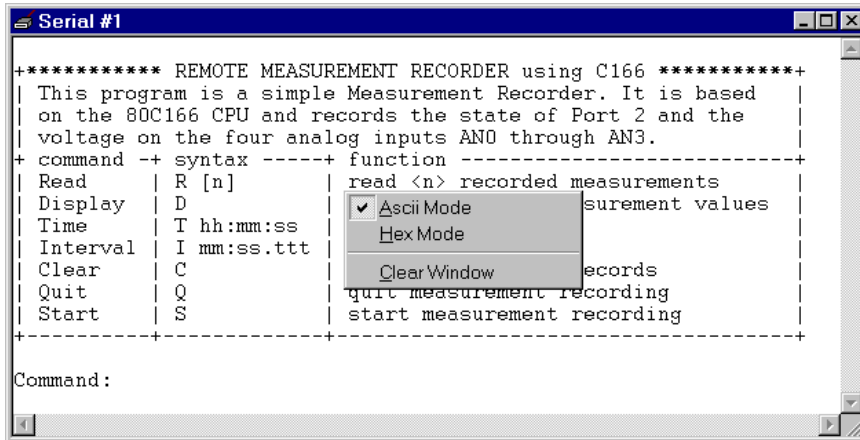 Serial #1
+*********** REMOTE MEASUREMENT RECORDER using C166 ***********+
| This program is a simple Measurement Recorder. It is based |
| on the 80C166 CPU and records the state of Port 2 and the |
| voltage on the four analog inputs AN0 through AN3. |
+ command -+ syntax -----+ function --------------------------+
| Read | R [n] | read <n> recorded measurements |
| Display | D | surement values |
| Time | T hh:mm:ss | |
| Interval | I mm:ss.ttt | |
| Clear | C | ecords |
| Quit | Q | quit measurement recording |
| Start | S | start measurement recording |
+----------+-------------+------------------------------------+
Command:
Ascii Mode
Hex Mode
Clear Window